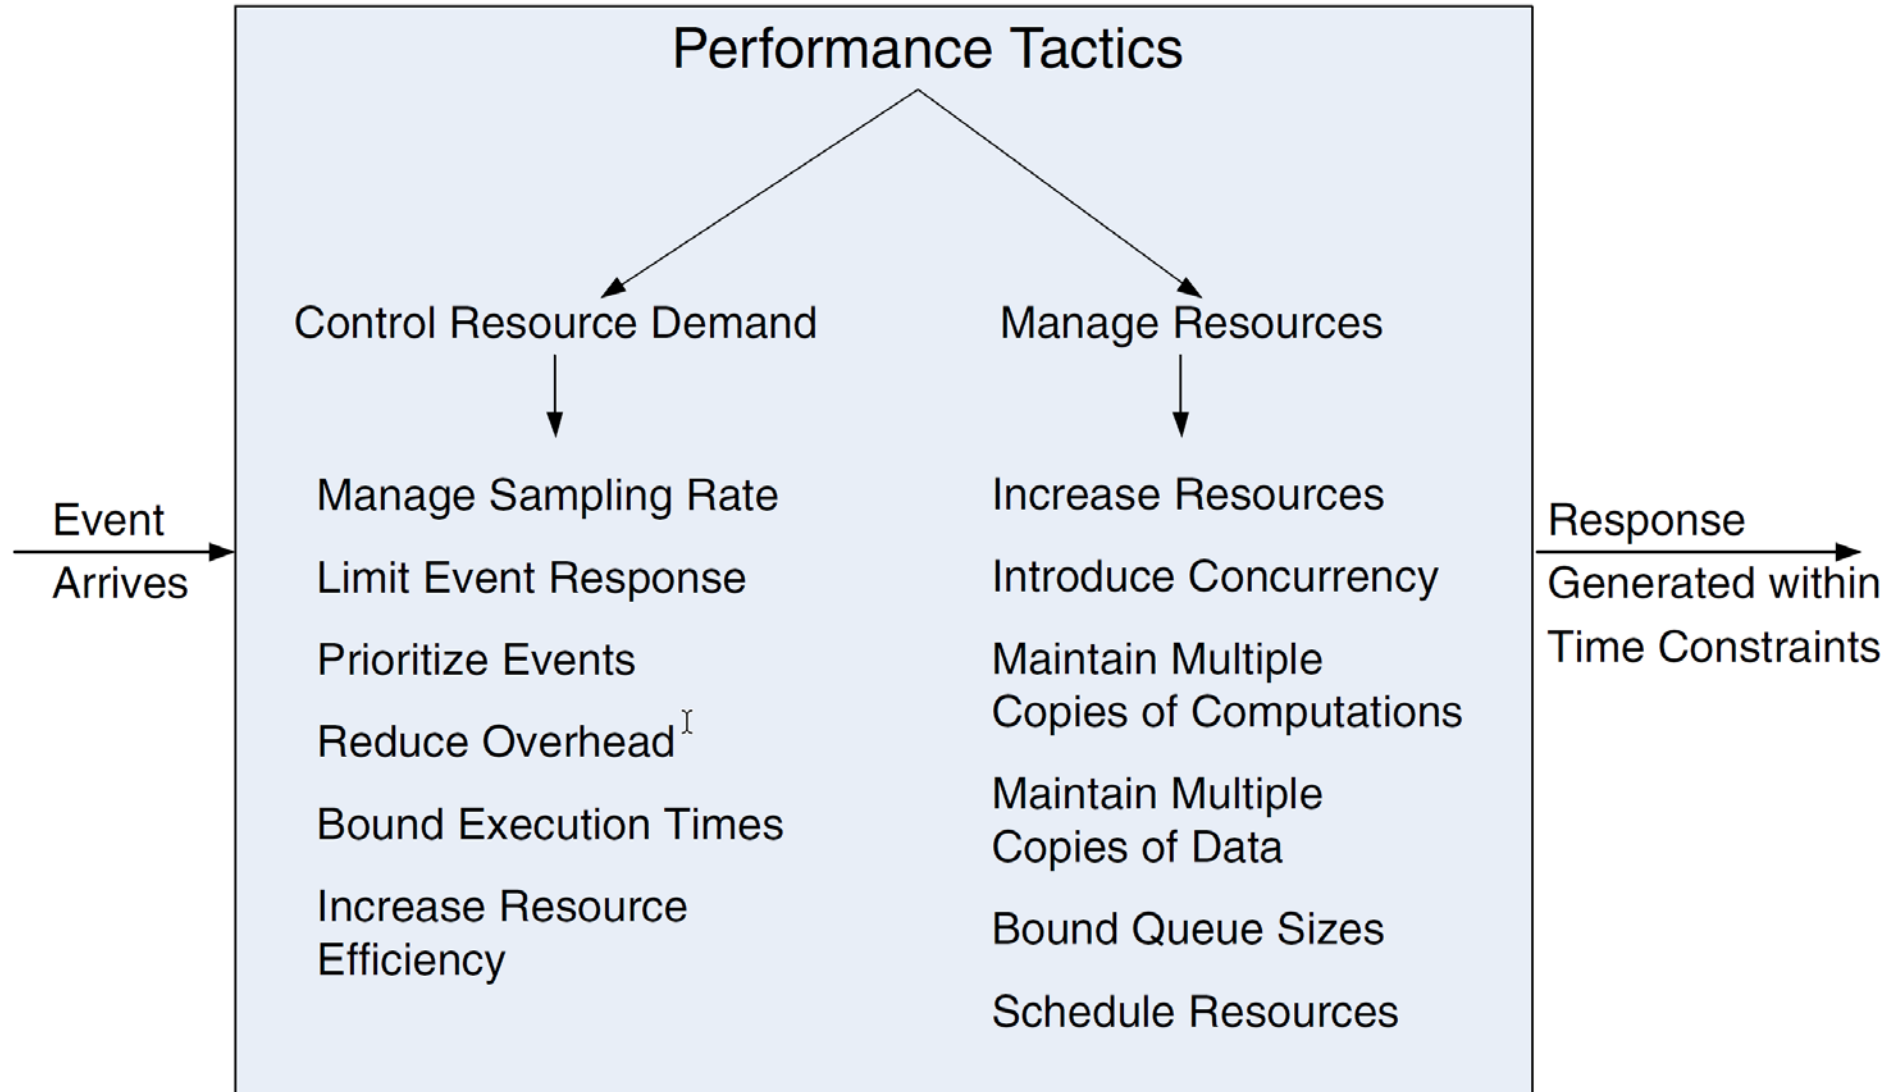 Performance Tactics
Control Resource Demand
Manage Resources
Event
Arrives
Manage Sampling Rate
Limit Event Response
Prioritize Events
Reduce Overhead
Bound Execution Times
Increase Resource
Efficiency
Increase Resources
Introduce Concurrency
Maintain Multiple
Copies of Computations
Maintain Multiple
Copies of Data
Bound Queue Sizes
Schedule Resources
Response
Generated within
Time Constraints